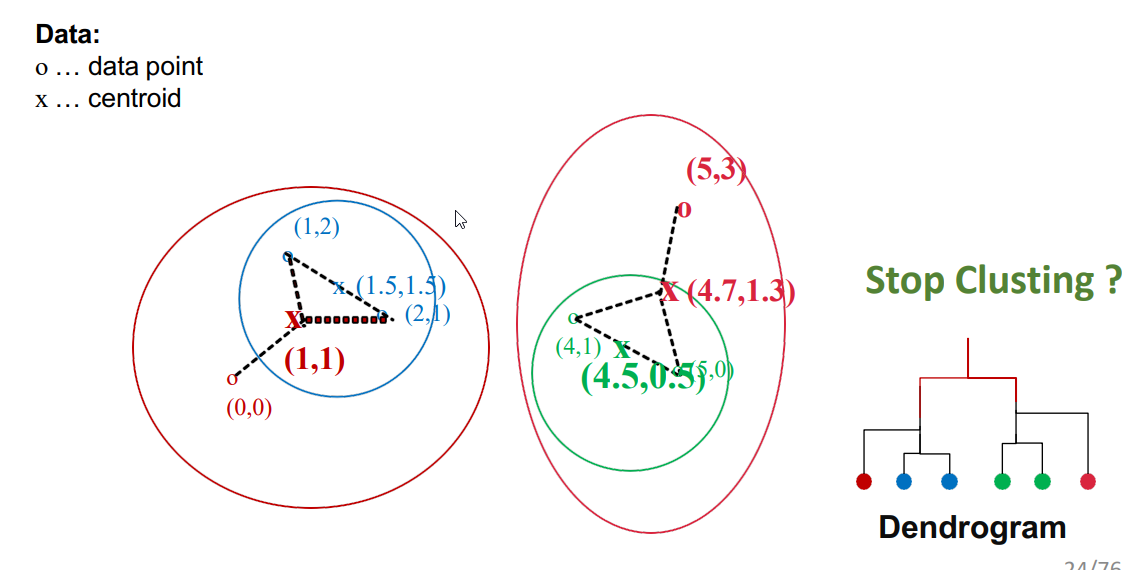 Data:
o … data point
x … centroid
(5,3)
o
(1,2)
o
x (1.5,1.5)
(2,1)
o
x
(1,1)
o
(0,0)
x (4.7,1.3)
o
(4,1)
x
(4.5,0.5)
(5,0)
o
Stop Clusting ?
Dendrogram
24/76